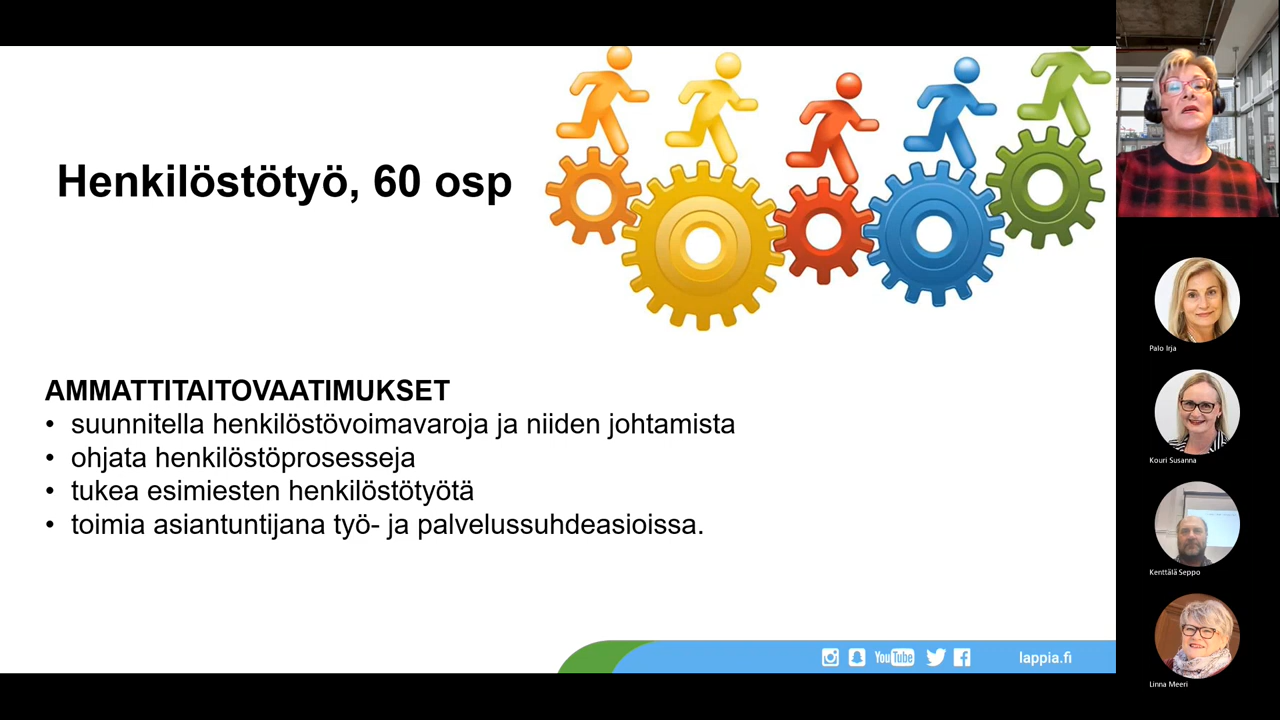 Henkilöstötyö, 60 osp
AMMATTITAITOVAATIMUKSET
• suunnitella henkilöstövoimavaroja ja niiden johtamista
• ohjata henkilöstöprosesseja
• tukea esimiesten henkilöstötyötä
• toimia asiantuntijana työ- ja palvelussuhdeasioissa.
YouTube
lappia.fi
Palo Irja
Kouri Susanna
Kenttälä Seppo
Linna Meeri